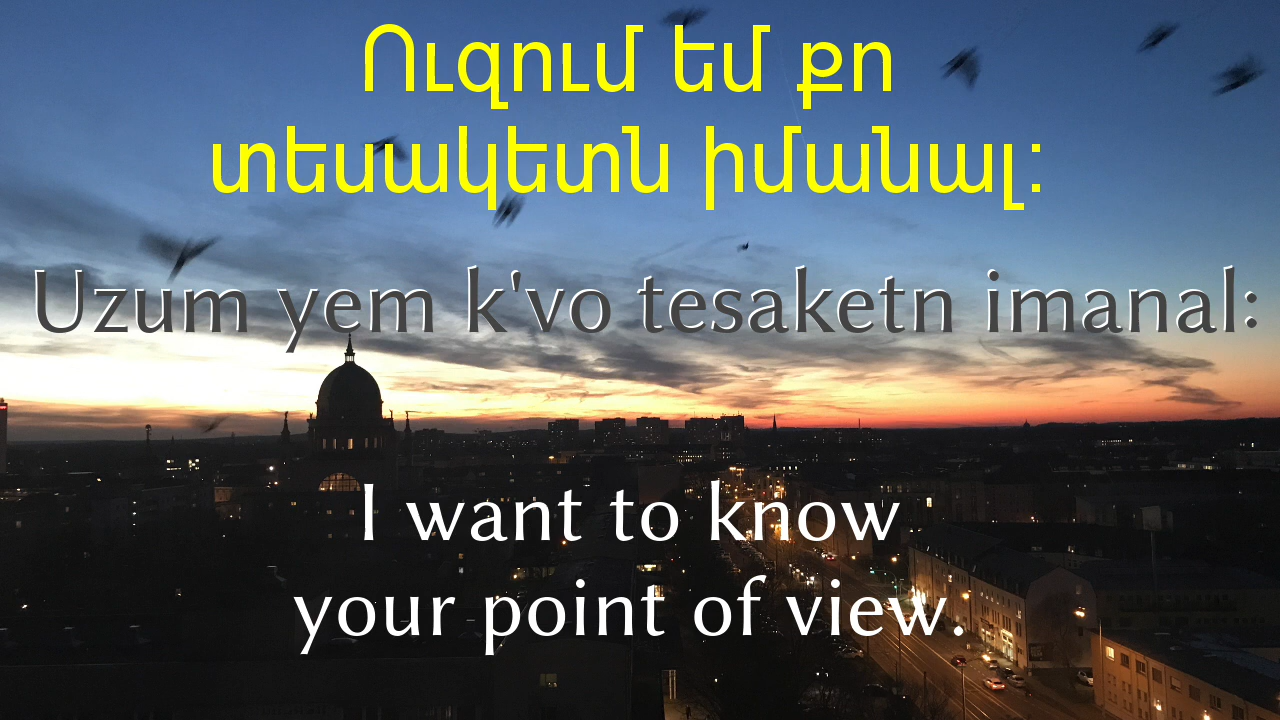 Ուզում եմ քո
տեսակետն իմանալ:
Uzum yem k'vo tesaketn imanal:
I want to know
your point of view.